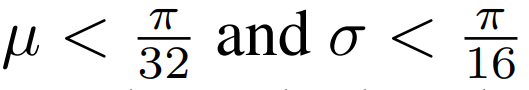 μ < π/32 and σ < π/16